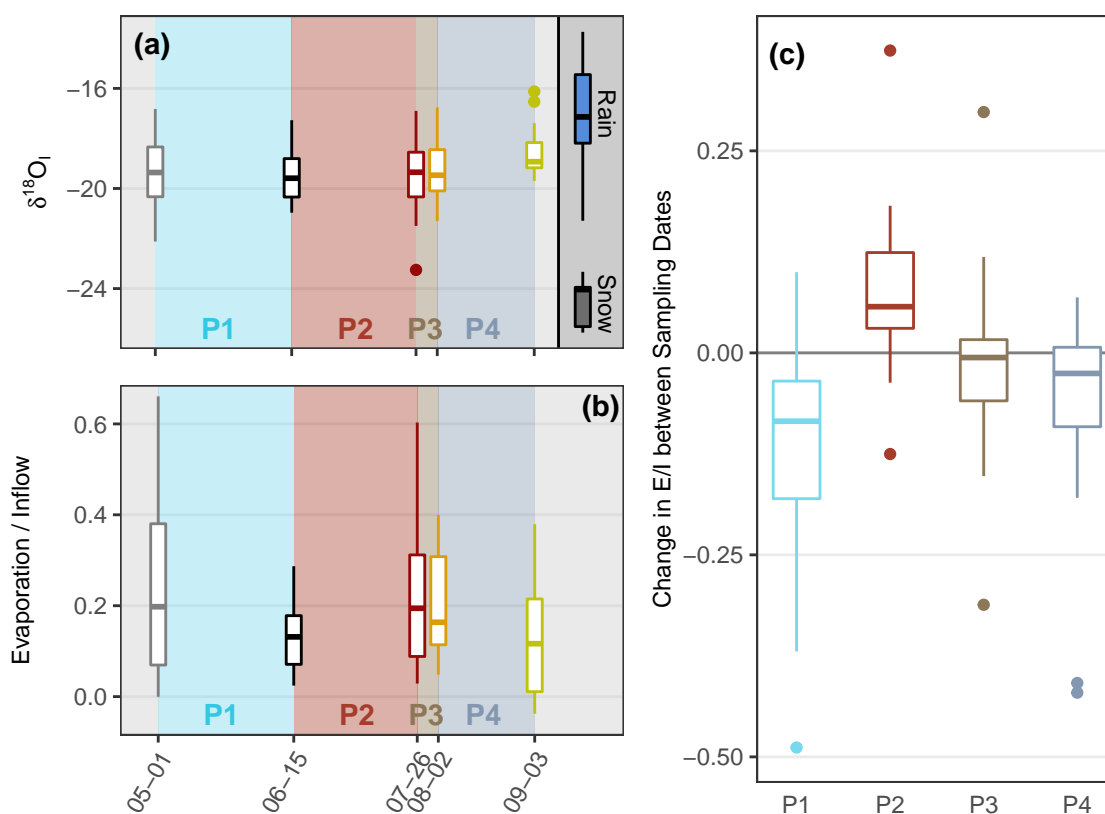 (a)
−16
−20
−24
δ¹⁸Oₗ
P1
P2
P3
P4
Rain
Snow
(b)
0.6
0.4
0.2
0.0
Evaporation / Inflow
P1
P2
P3
P4
05−01
06−15
07−26
08−02
09−03
(c)
0.25
0.00
−0.25
−0.50
Change in E/I between Sampling Dates
P1
P2
P3
P4